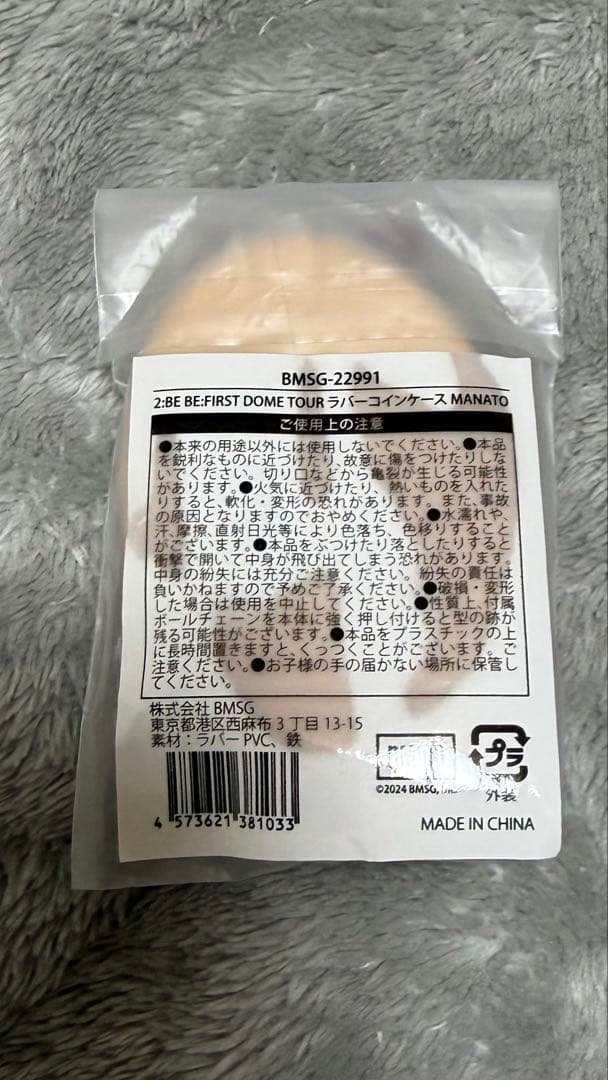 BMSG-22991
2:BE BE:FIRST DOME TOUR ラバーコインケース MANATO
ご使用上の注意
●本来の用途以外には使用しないでください。●本品
を鋭利なものに近づけたり、故意に傷をつけたりしな
いでください。切り口などから亀裂が生じる可能性
があります。●火気に近づけたり、熱いものを入れた
りすると、軟化・変形の恐れがあります。また、事故
の原因となりますのでおやめください。●水濡れや、
汗、摩擦、直射日光等により色落ち、色移りすること
がございます。●本品をぶつけたり落としたりすると
衝撃で開いて中身が飛び出てしまう恐れがあります。
中身の紛失には充分ご注意ください。紛失の責任は
負いかねますので予めご了承ください。●破損・変形
した場合は使用を中止してください。●性質上、付属
ボールチェーンを本体に強く押し付けると型の跡が
残る可能性がございます。●本品をプラスチックの上
に長時間置きますと、くっつくことがございます。ご
注意ください。●お子様の手の届かない場所に保管し
てください。
株式会社 BMSG
東京都港区西麻布 3 丁目 13-15
素材：ラバー PVC、鉄
プラ
©2024 BMSG,
外装
4 573621 381033
MADE IN CHINA